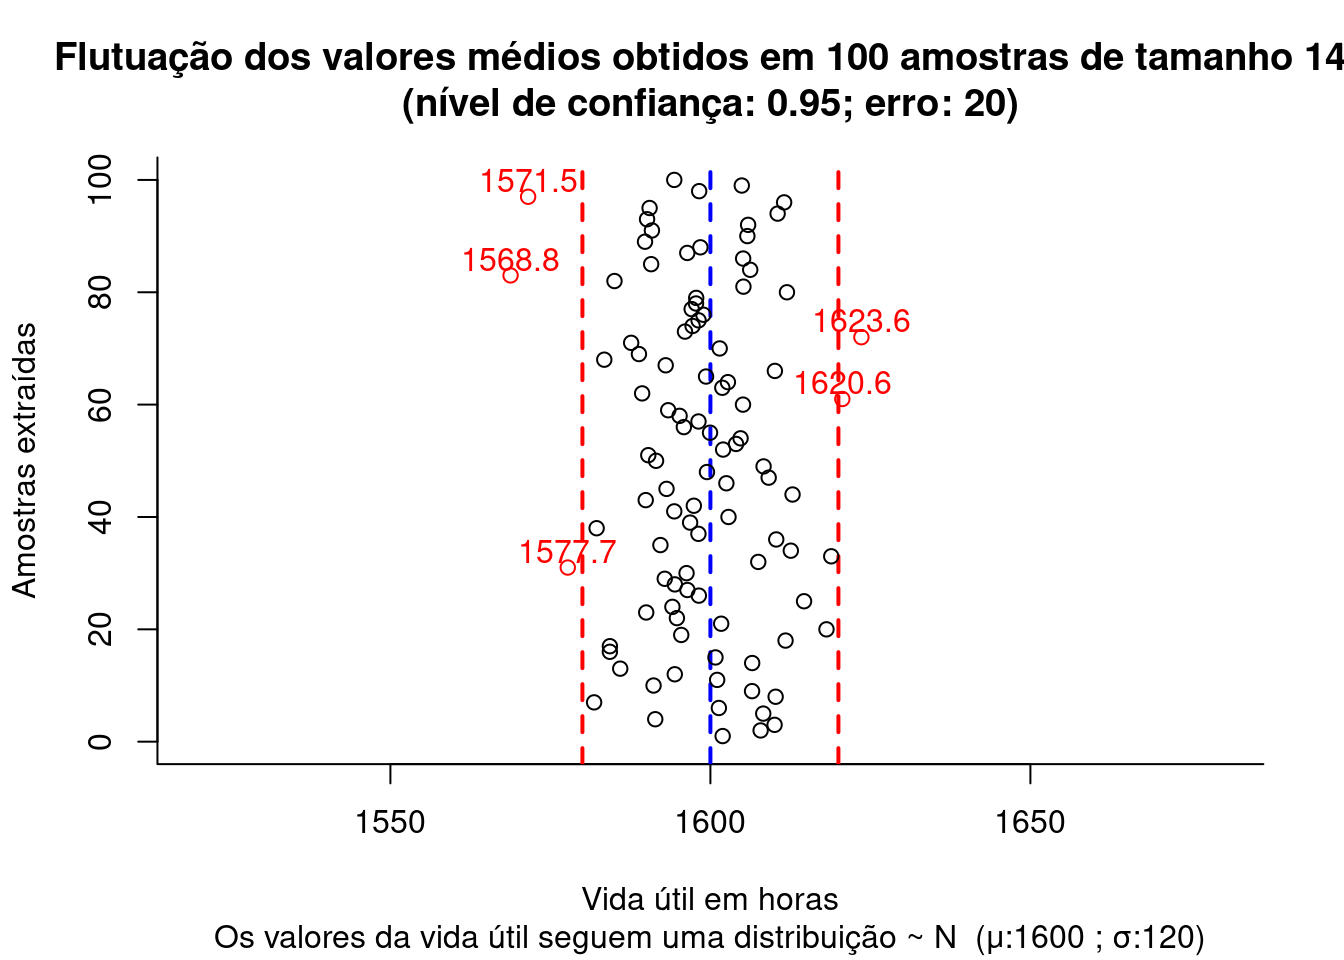 Flutuação dos valores médios obtidos em 100 amostras de tamanho 14
(nível de confiança: 0.95; erro: 20)
Amostras extraídas
100
80
60
40
20
0
1571.5
1568.8
1623.6
1620.6
1577.7
1550
1600
1650
Vida útil em horas
Os valores da vida útil seguem uma distribuição ~ N (μ:1600 ; σ:120)